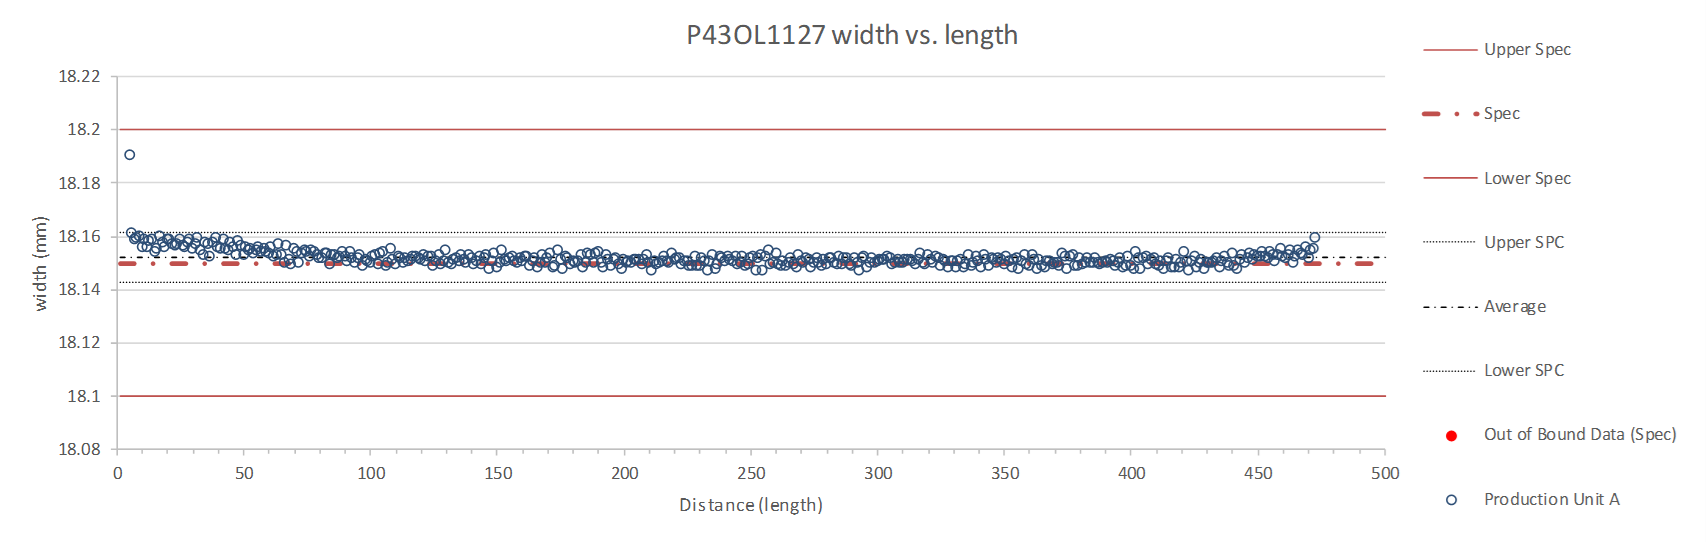 P43OL1127 width vs. length
Upper Spec
Spec
Lower Spec
Upper SPC
Average
Lower SPC
Out of Bound Data (Spec)
Production Unit A
width (mm)
18.22
18.2
18.18
18.16
18.14
18.12
18.1
18.08
0 50 100 150 200 250 300 350 400 450 500
Distance (length)